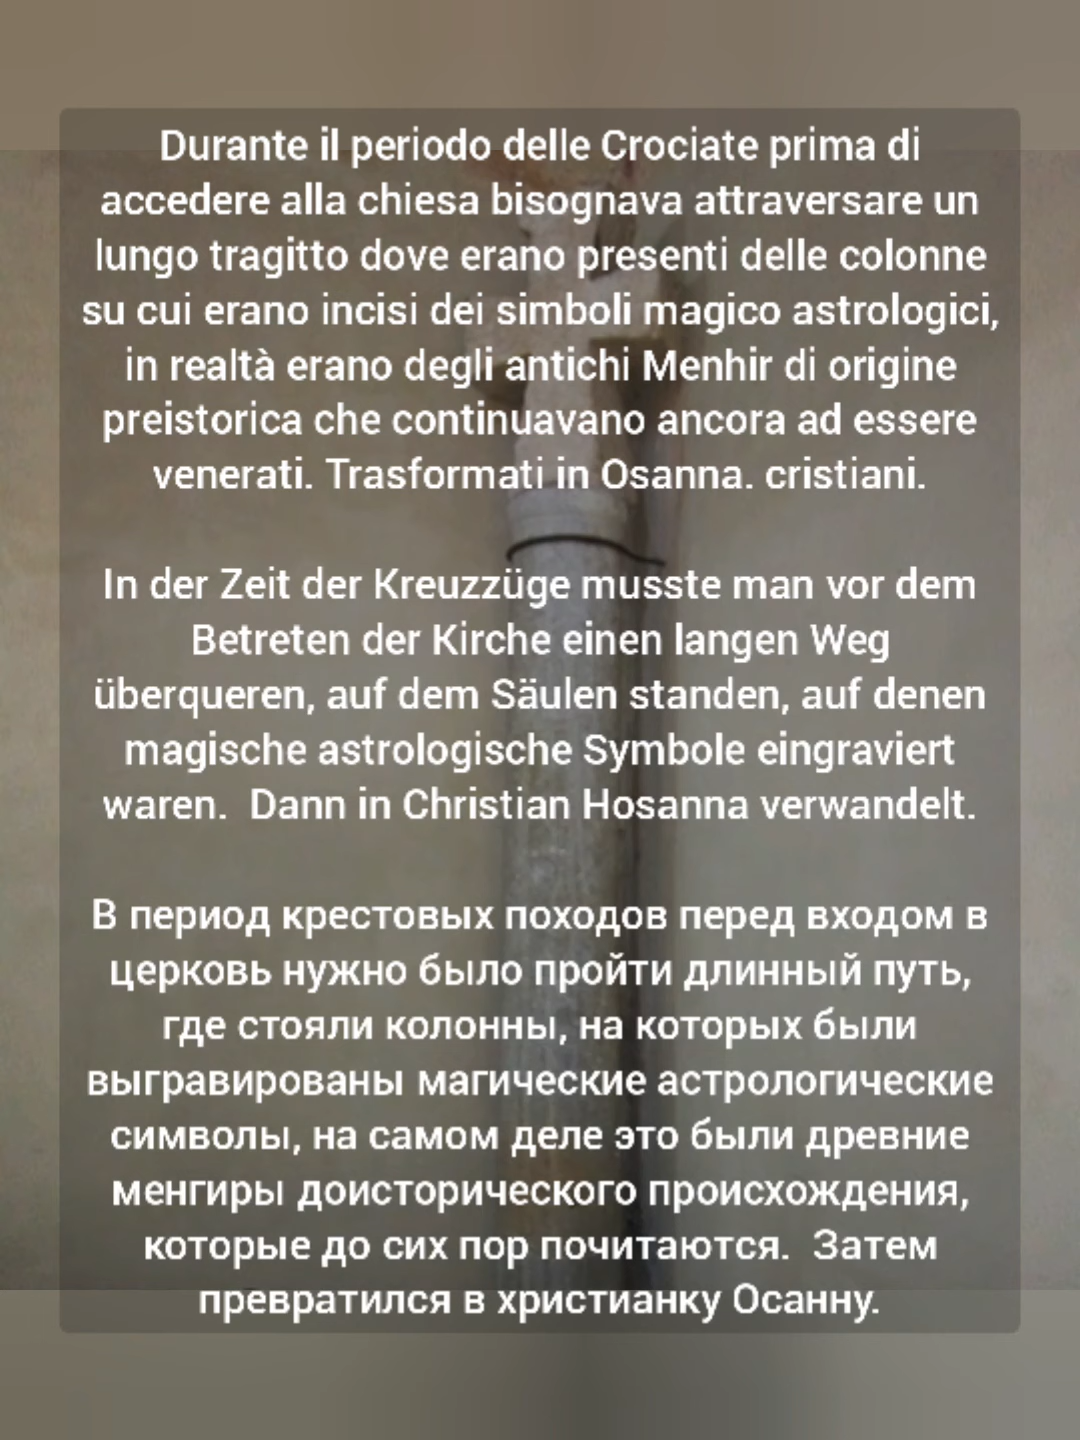 Durante il periodo delle Crociate prima di
accedere alla chiesa bisognava attraversare un
lungo tragitto dove erano presenti delle colonne
su cui erano incisi dei simboli magico astrologici,
in realtà erano degli antichi Menhir di origine
preistorica che continuavano ancora ad essere
venerati. Trasformati in Osanna. cristiani.
In der Zeit der Kreuzzüge musste man vor dem
Betreten der Kirche einen langen Weg
überqueren, auf dem Säulen standen, auf denen
magische astrologische Symbole eingraviert
waren.  Dann in Christian Hosanna verwandelt.
В период крестовых походов перед входом в
церковь нужно было пройти длинный путь,
где стояли колонны, на которых были
выгравированы магические астрологические
символы, на самом деле это были древние
менгиры доисторического происхождения,
которые до сих пор почитаются.  Затем
превратился в христианку Осанну.